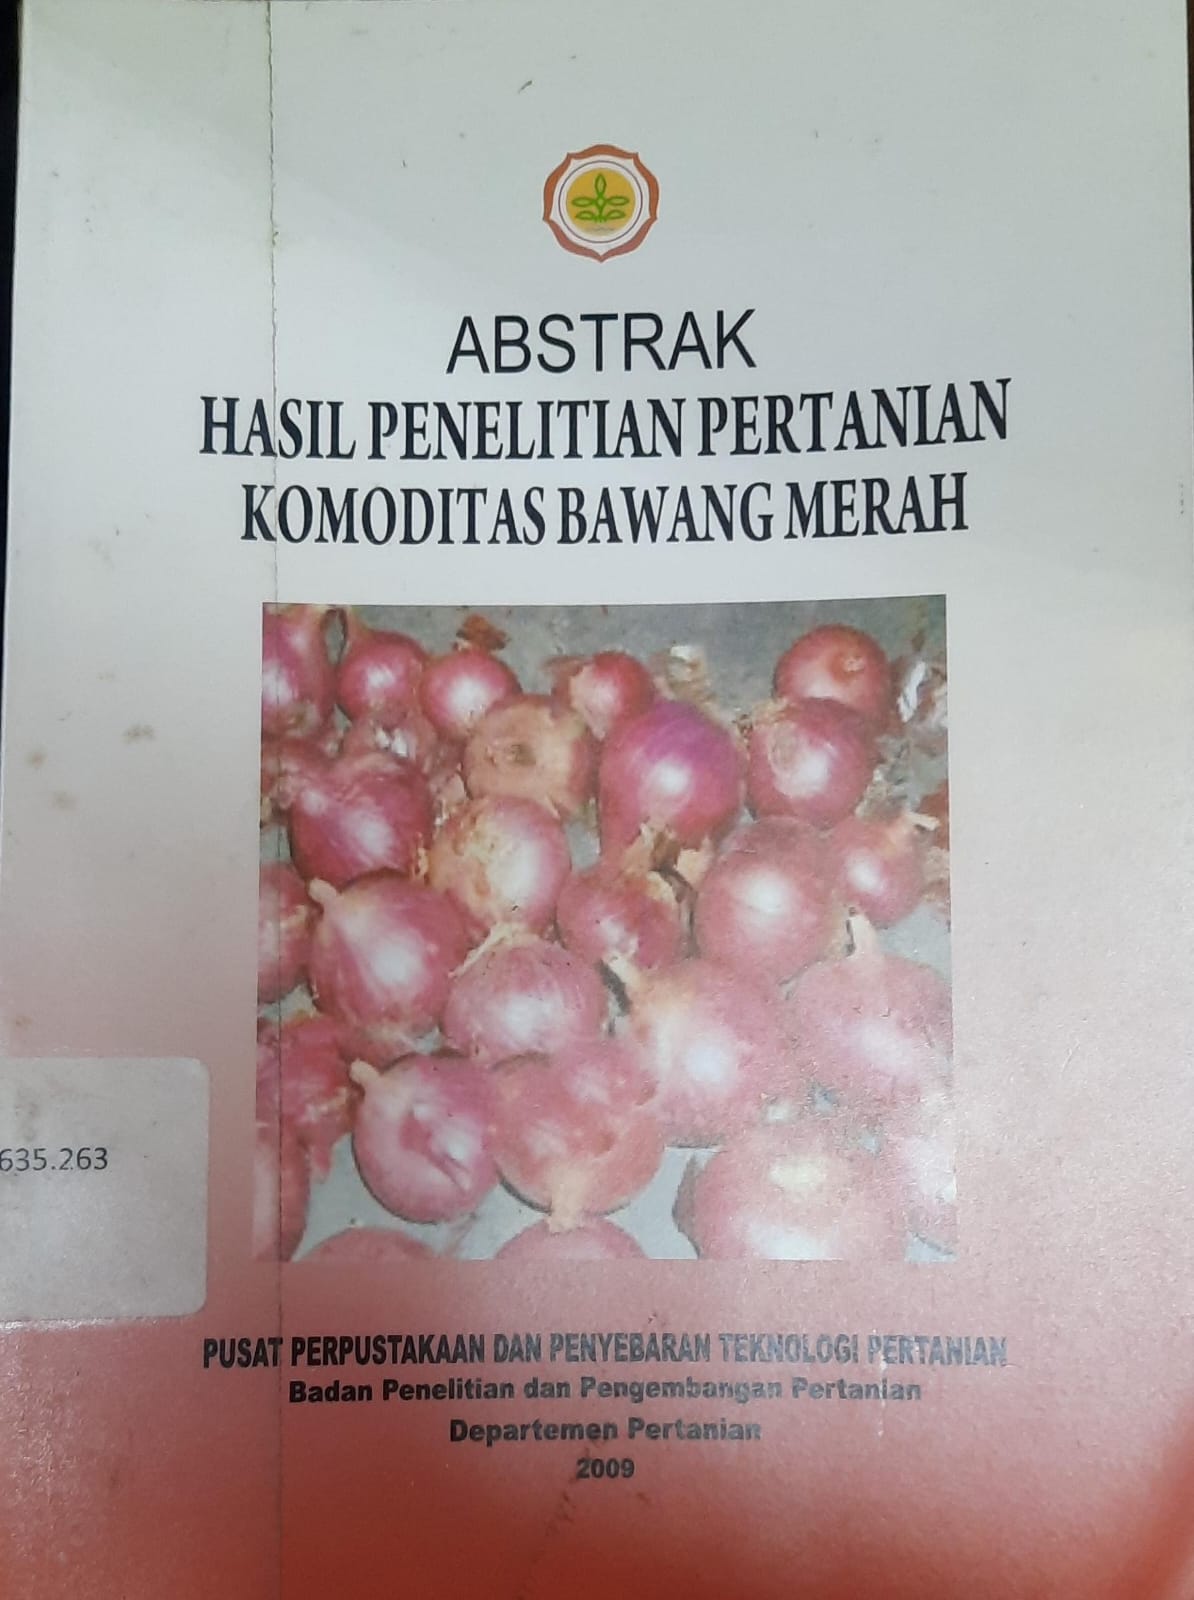 ABSTRAK
HASIL PENELITIAN PERTANIAN
KOMODITAS BAWANG MERAH
635.263
PUSAT PERPUSTAKAAN DAN PENYEBARAN TEKNOLOGI PERTANIAN
Badan Penelitian dan Pengembangan Pertanian
Departemen Pertanian
2009